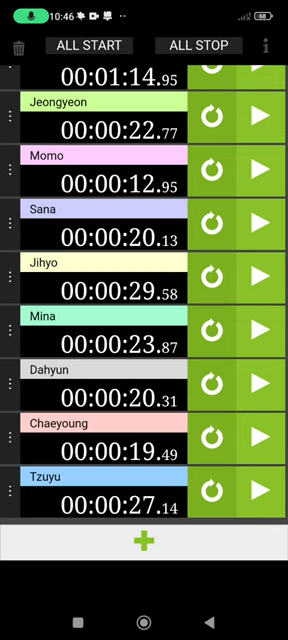 10:46
68
ALL START ALL STOP
00:01:14.95
Jeongyeon
00:00:22.77
Momo
00:00:12.95
Sana
00:00:20.13
Jihyo
00:00:29.58
Mina
00:00:23.87
Dahyun
00:00:20.31
Chaeyoung
00:00:19.49
Tzuyu
00:00:27.14